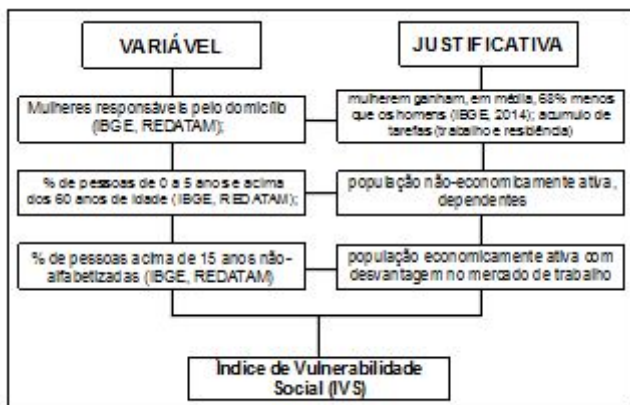 VARIÁVEL
JUSTIFICATIVA
Mulheres responsáveis pelo domicílio
(IBGE, REDATAM);
mulherem ganham, em média, 68% menos
que os homens (IBGE, 2014); acumulo de
tarefas (trabalho e residência)
% de pessoas de 0 a 5 anos e acima
dos 60 anos de idade (IBGE, REDATAM);
população não-economicamente ativa,
dependentes
% de pessoas acima de 15 anos não-
alfabetizadas (IBGE, REDATAM)
população economicamente ativa com
desvantagem no mercado de trabalho
Índice de Vulnerabilidade
Social (IVS)